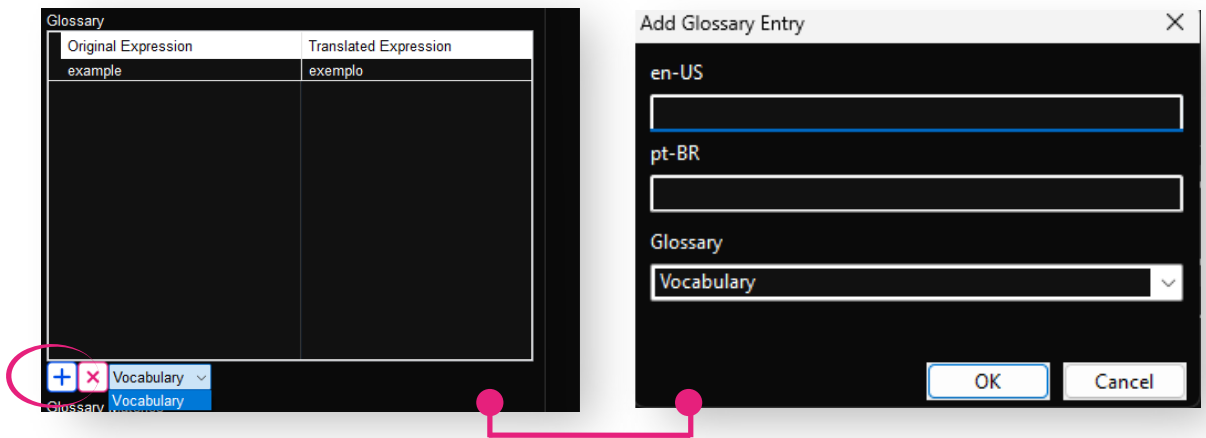 Glossary
Original Expression Translated Expression
example exemplo
Vocabulary
Vocabulary
Glossary
Add Glossary Entry
en-US
pt-BR
Glossary
Vocabulary
OK Cancel